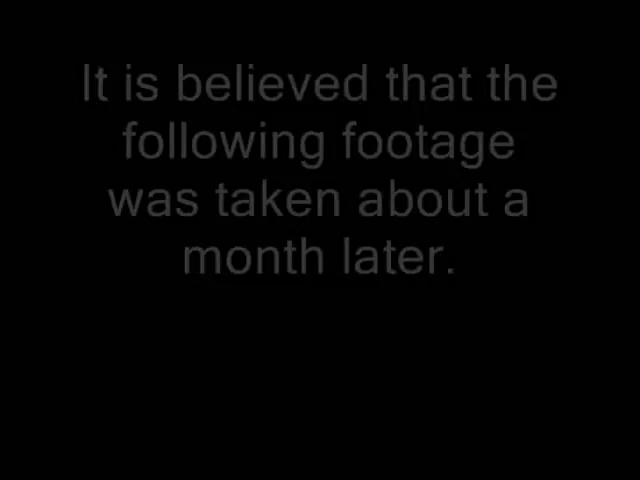 It is believed that the
following footage
was taken about a
month later.